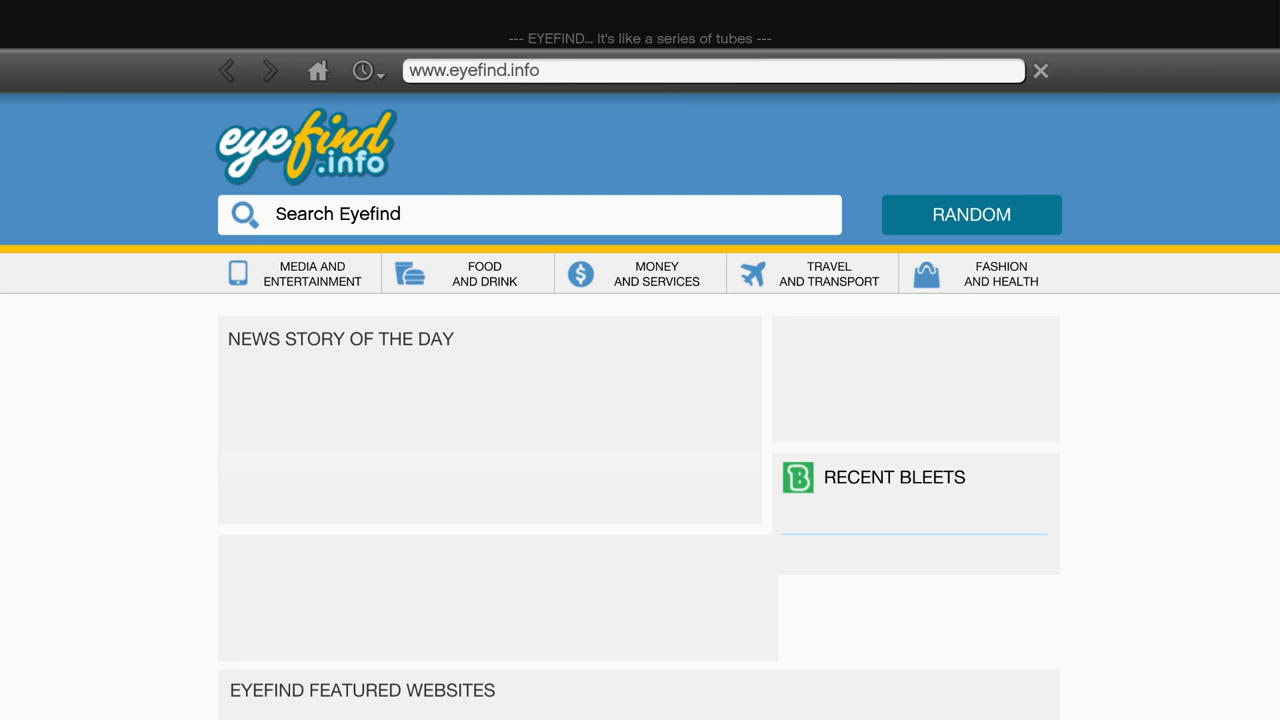 --- EYEFIND... It's like a series of tubes ---
www.eyefind.info
eyefind
.info
Search Eyefind
RANDOM
MEDIA AND
ENTERTAINMENT
FOOD
AND DRINK
MONEY
AND SERVICES
TRAVEL
AND TRANSPORT
FASHION
AND HEALTH
NEWS STORY OF THE DAY
B RECENT BLEETS
EYEFIND FEATURED WEBSITES